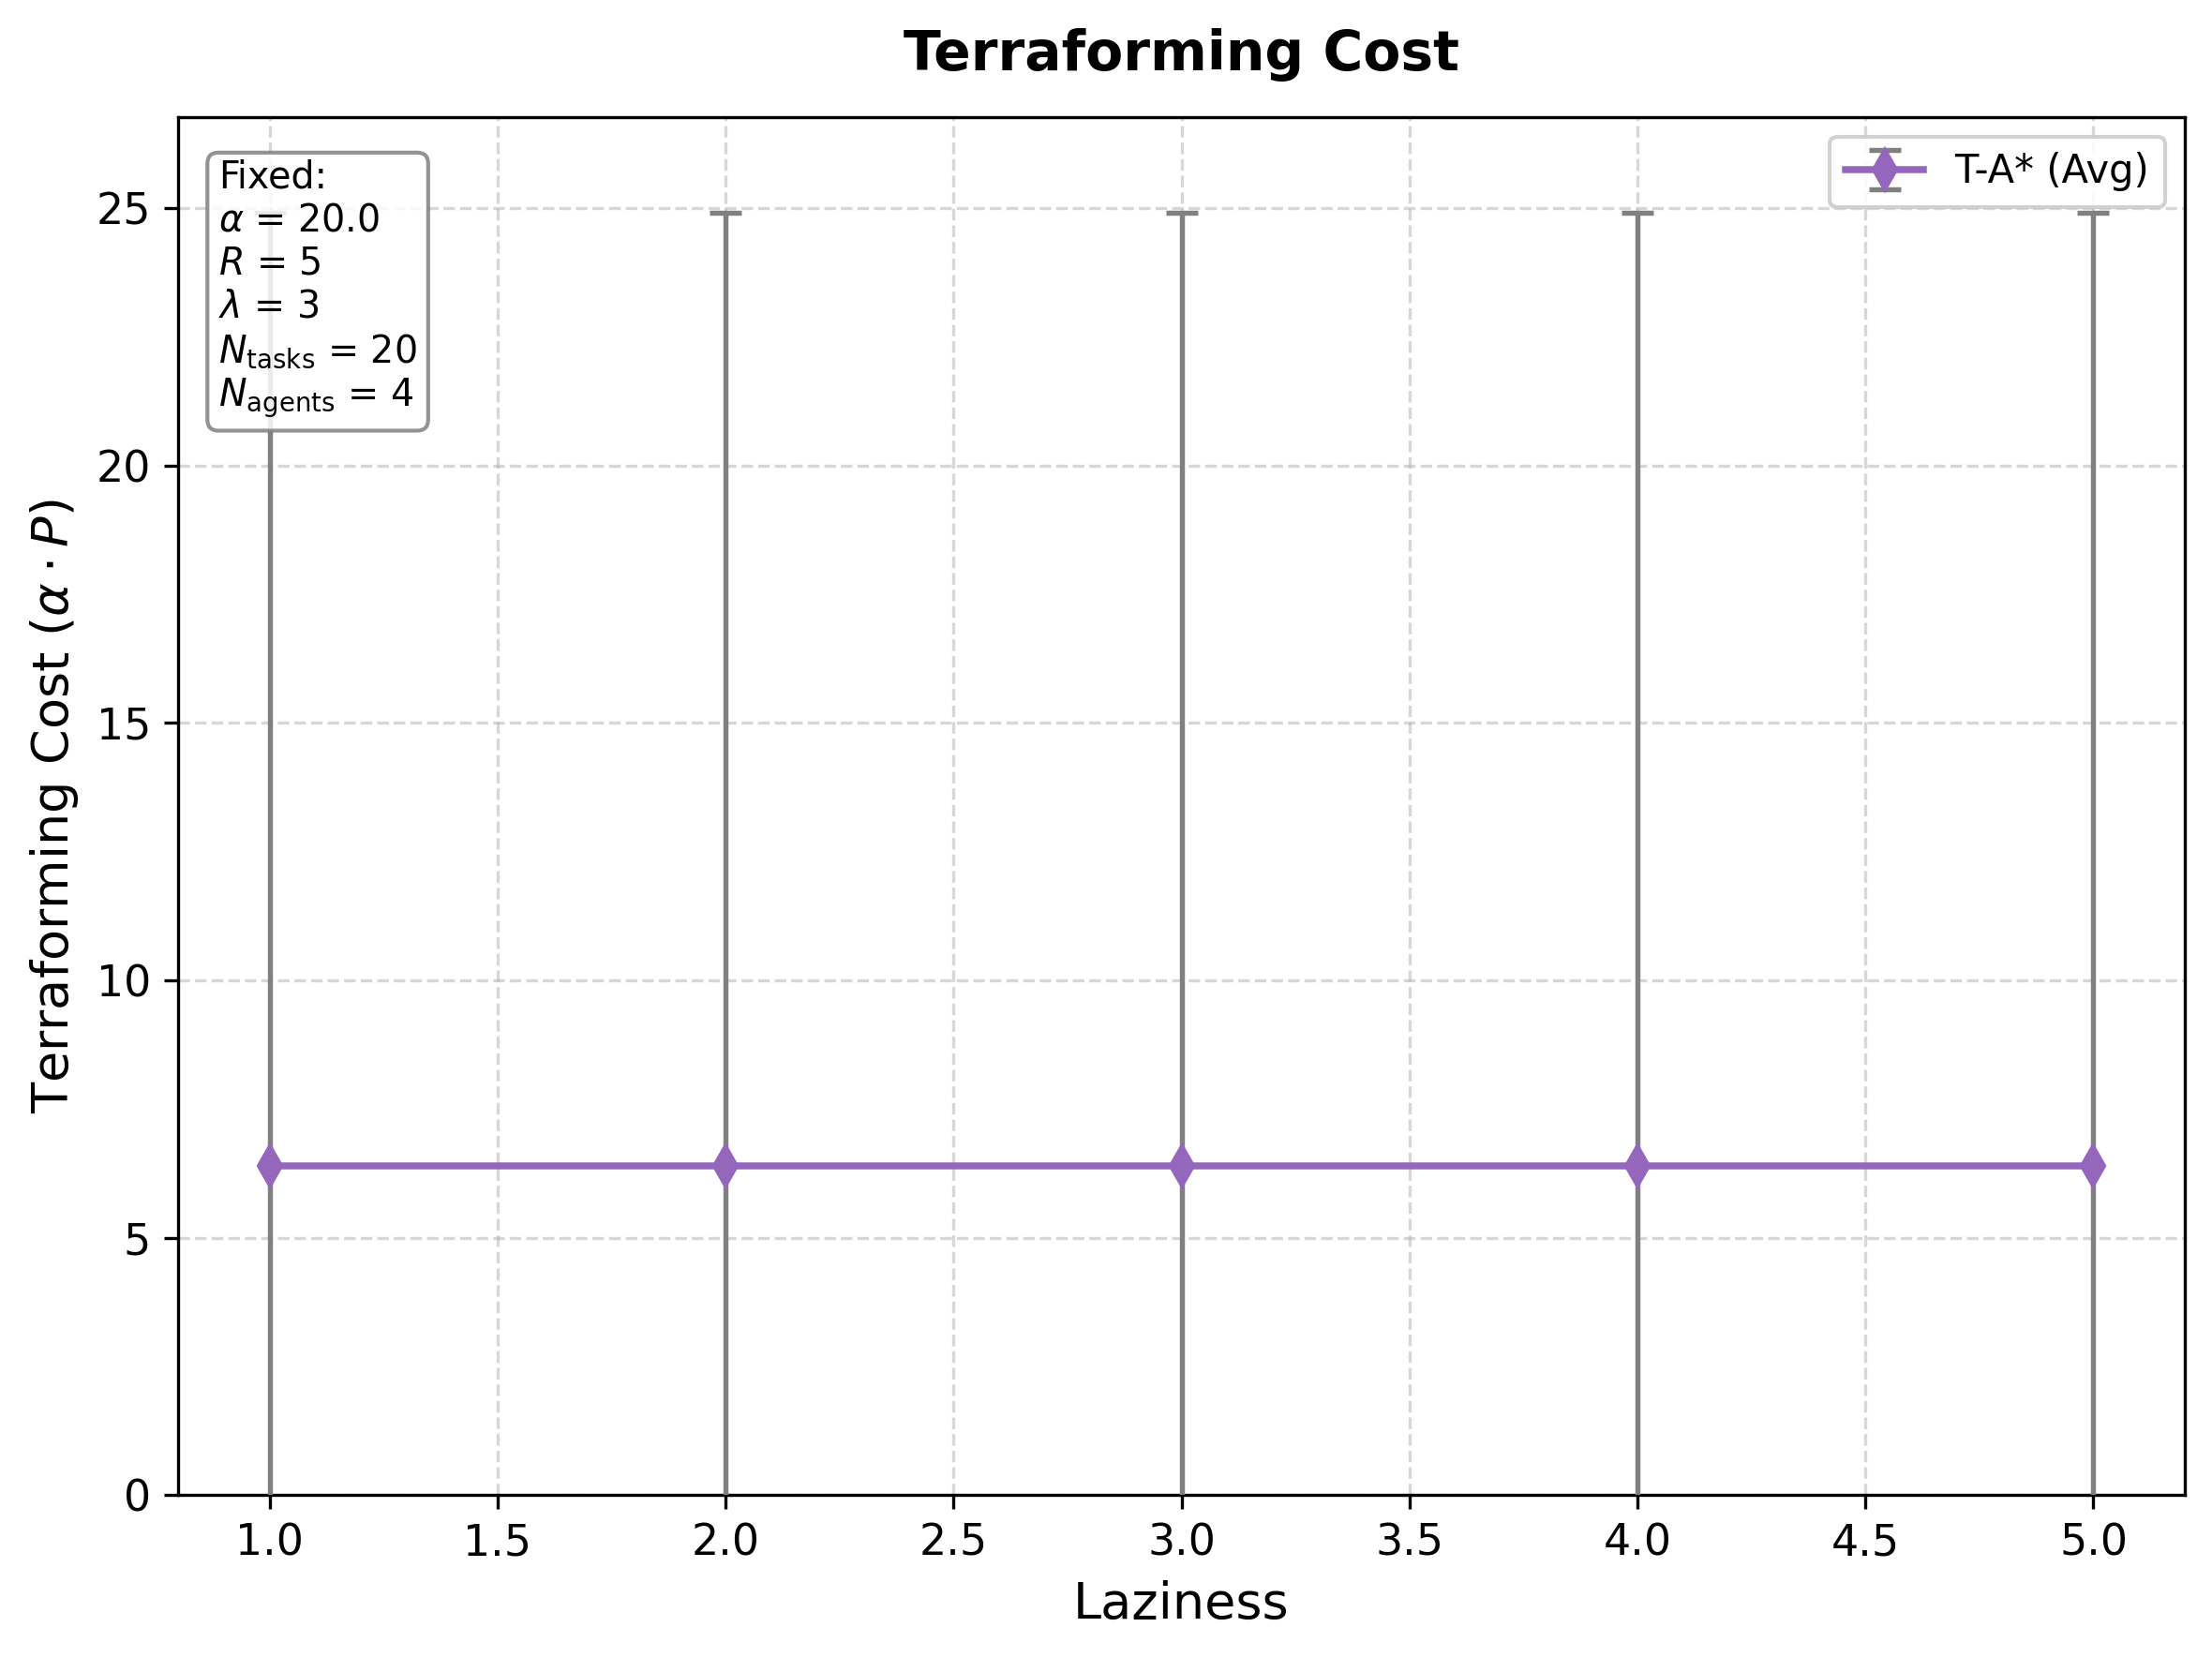 Terraforming Cost
Fixed:
α = 20.0
R = 5
λ = 3
N_tasks = 20
N_agents = 4
T-A* (Avg)
Terraforming Cost (α · P)
25
20
15
10
5
0
1.0 1.5 2.0 2.5 3.0 3.5 4.0 4.5 5.0
Laziness